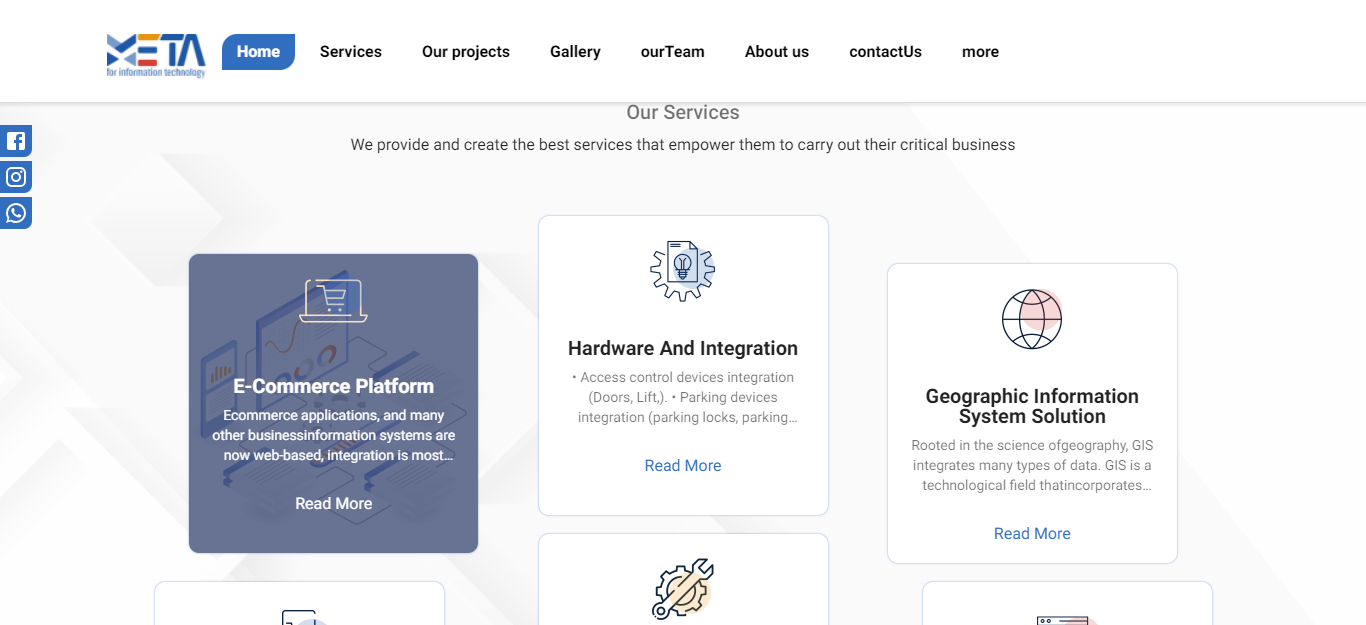 META
for information technology
Home
Services
Our projects
Gallery
ourTeam
About us
contactUs
more
Our Services
We provide and create the best services that empower them to carry out their critical business
E-Commerce Platform
Ecommerce applications, and many
other businessinformation systems are
now web-based, integration is most...
Read More
Hardware And Integration
• Access control devices integration
(Doors, Lift,). • Parking devices
integration (parking locks, parking...
Read More
Geographic Information
System Solution
Rooted in the science ofgeography, GIS
integrates many types of data. GIS is a
technological field thatincorporates...
Read More